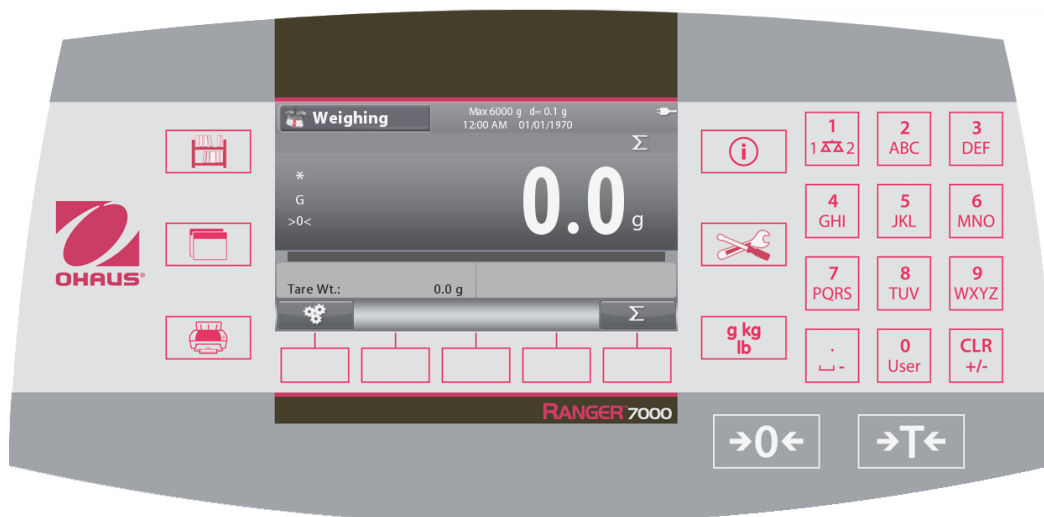 Weighing
Max 6000 g d= 0.1 g
12:00 AM 01/01/1970
Σ
*
G
>0<
0.0 g
Tare Wt.: 0.0 g
Σ
OHAUS®
RANGER® 7000
i
g kg
lb
1
1 2
2
ABC
3
DEF
4
GHI
5
JKL
6
MNO
7
PQRS
8
TUV
9
WXYZ
.
⎵ -
0
User
CLR
+/-
→0←
→T←